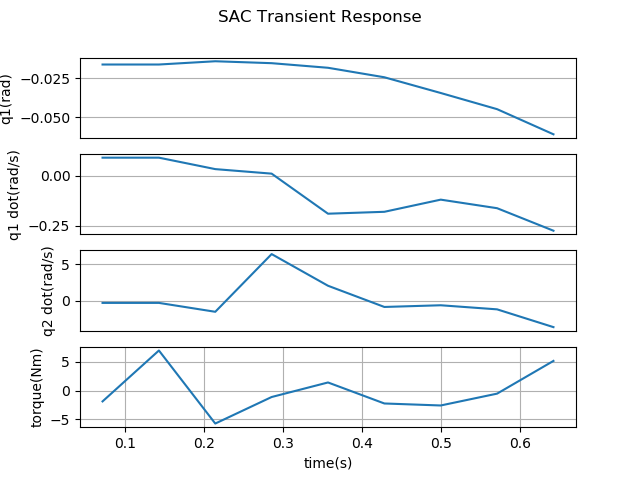 SAC Transient Response
q1(rad)
−0.025
−0.050
q1 dot(rad/s)
0.00
−0.25
q2 dot(rad/s)
5
0
torque(Nm)
5
0
−5
0.1 0.2 0.3 0.4 0.5 0.6
time(s)